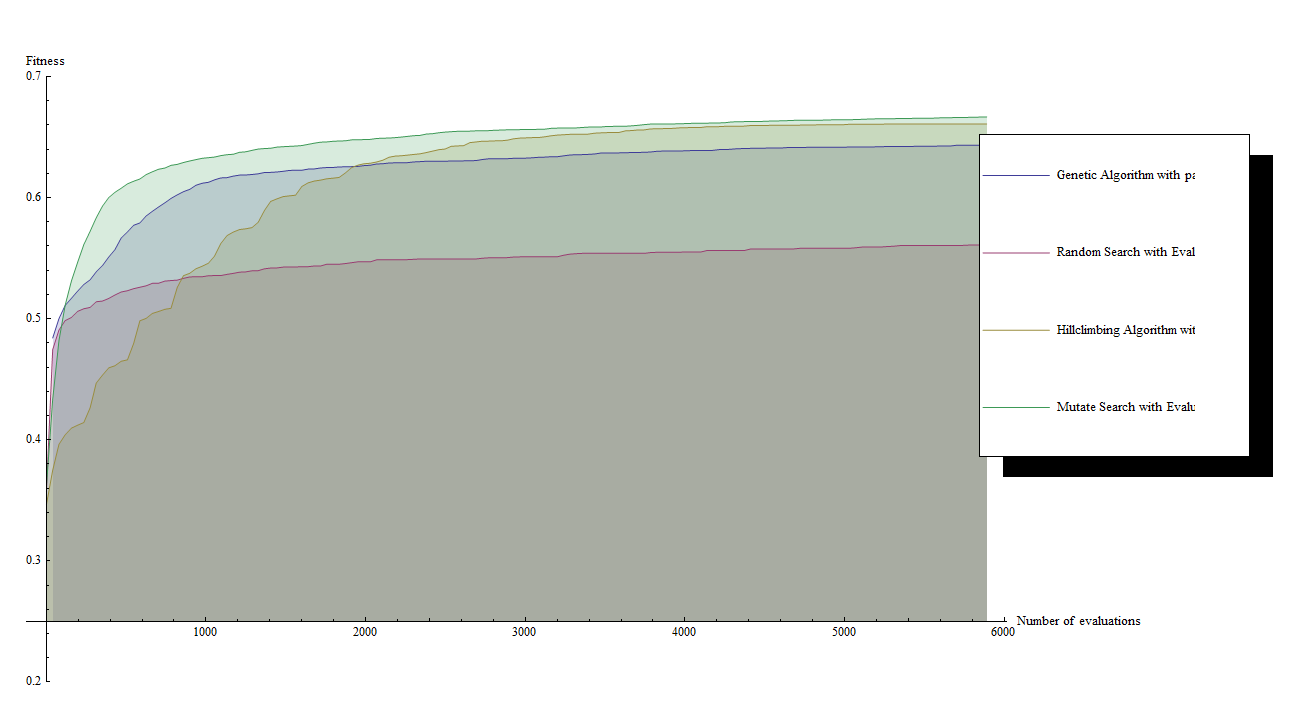 Fitness
0.7
0.6
0.5
0.4
0.3
0.2
1000 2000 3000 4000 5000 6000
Number of evaluations
Genetic Algorithm with pa
Random Search with Eval
Hillclimbing Algorithm wit
Mutate Search with Evalu